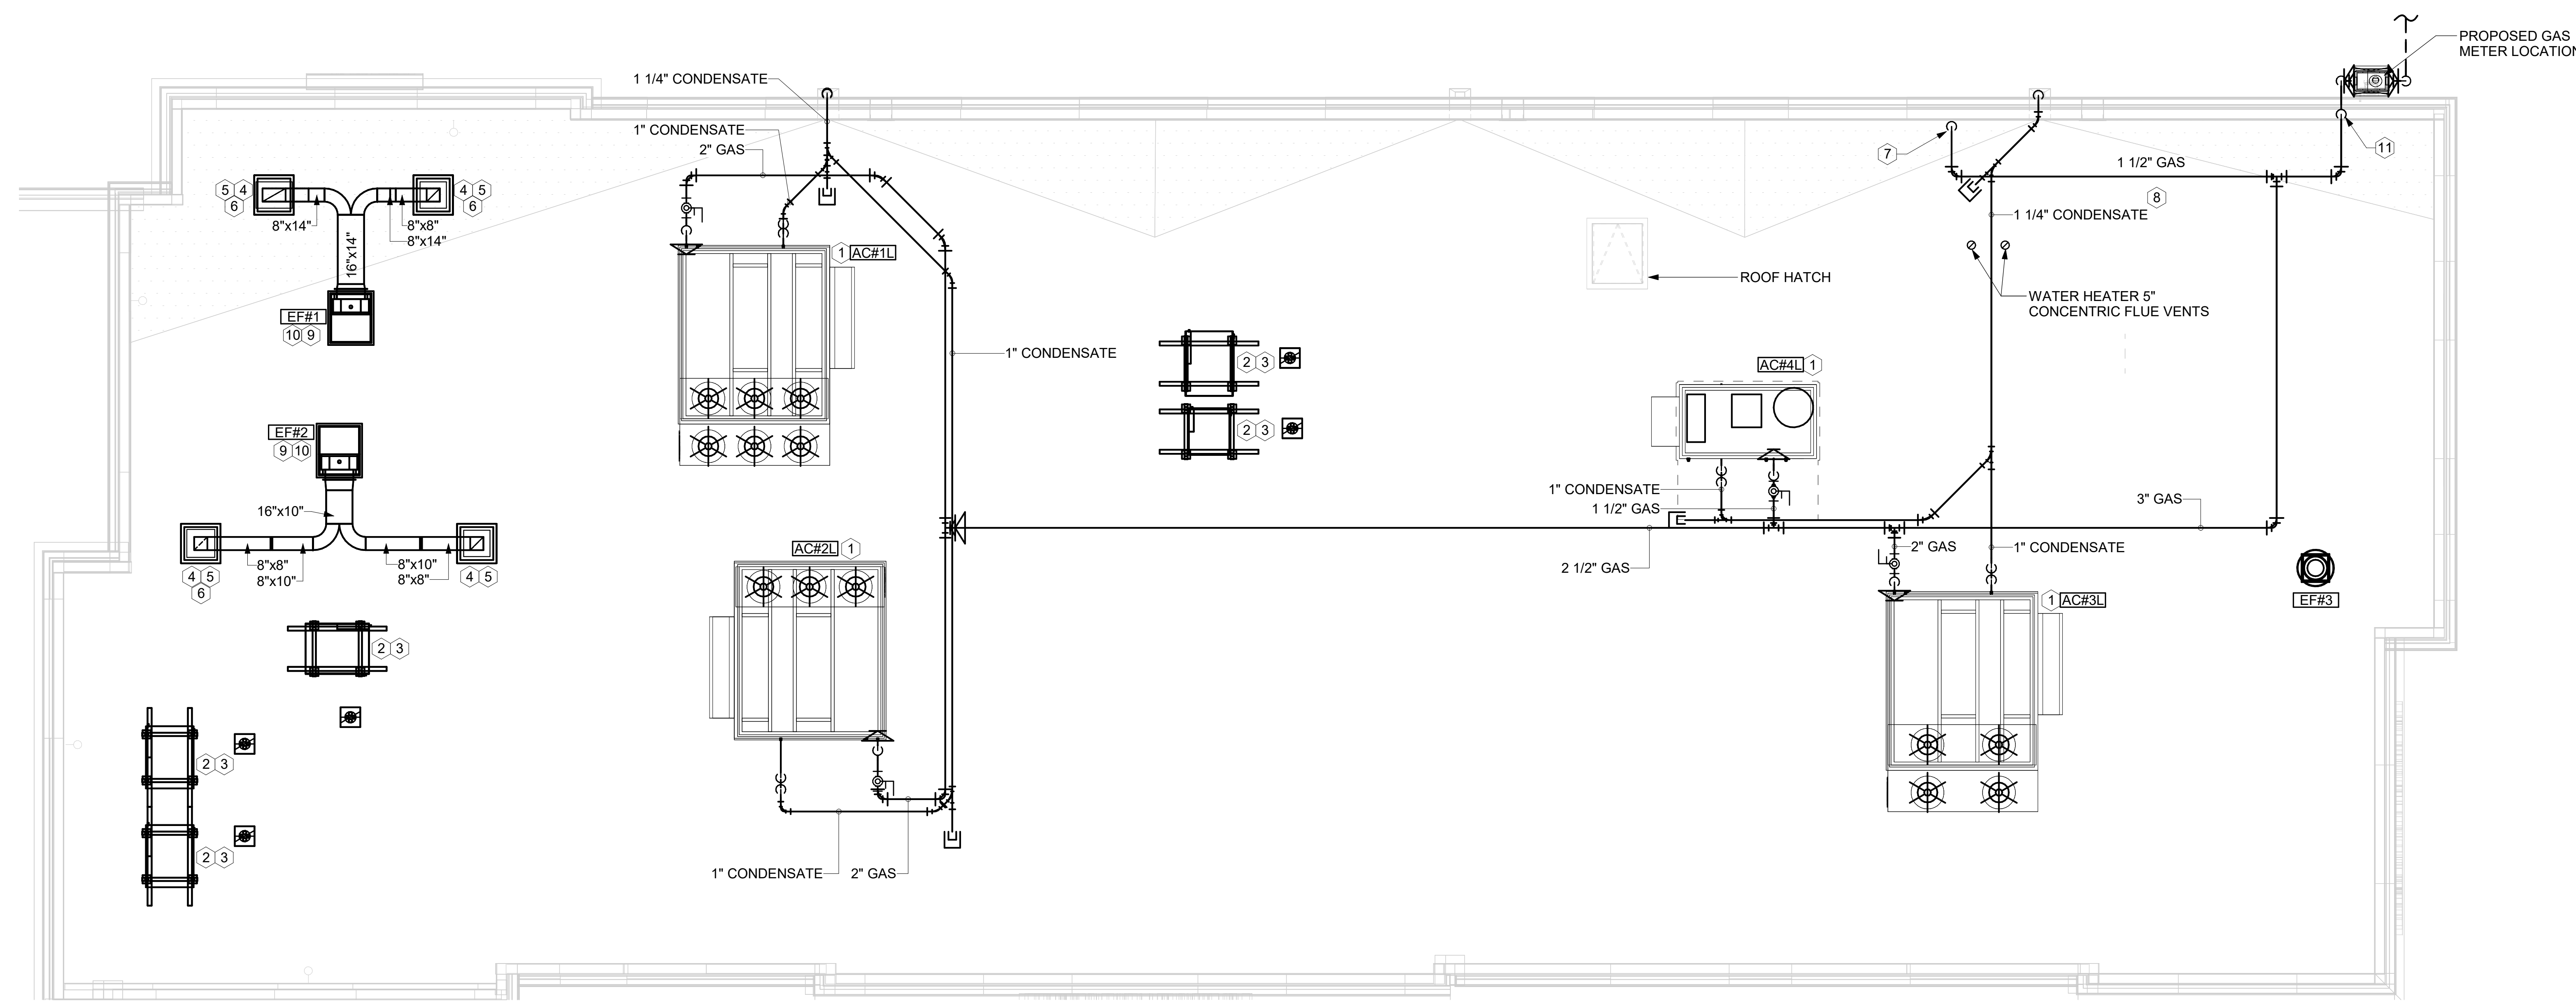 PROPOSED GAS
METER LOCATION
1 1/4" CONDENSATE
1" CONDENSATE
2" GAS
7
11
1 1/2" GAS
8
5 4
6
4 5
6
8"x14"
8"x8"
8"x14"
16"x14"
1 1/4" CONDENSATE
1 AC#1L
ROOF HATCH
WATER HEATER 5"
CONCENTRIC FLUE VENTS
EF#1
10 9
1" CONDENSATE
2 3
AC#4L 1
EF#2
9 10
2 3
1" CONDENSATE
1 1/2" GAS
3" GAS
16"x10"
AC#2L 1
2" GAS
1" CONDENSATE
2 1/2" GAS
8"x8"
8"x10"
8"x10"
8"x8"
4 5
6
4 5
1 AC#3L
EF#3
2 3
2 3
2 3
1" CONDENSATE
2" GAS